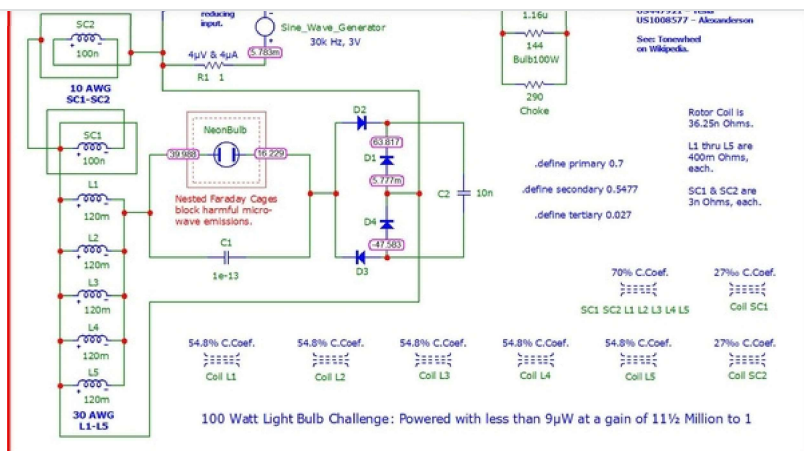 reducing
input.
Sine_Wave_Generator
30k Hz, 3V
5.783m
4µV & 4µA
R1 1
SC2
+ -
100n
10 AWG
SC1-SC2
1.16u
144
Bulb100W
290
Choke
US1008577 - Alexanderson
See: Tonewheel
on Wikipedia.
SC1
+ -
100n
NeonBulb
39.988
16.229
Nested Faraday Cages
block harmful micro-
wave emissions.
C1
1e-13
D2
63.817
D1
5.777m
D4
-47.583
D3
C2
10n
.define primary 0.7
.define secondary 0.5477
.define tertiary 0.027
Rotor Coil is
36.25n Ohms.
L1 thru L5 are
400m Ohms,
each.
SC1 & SC2 are
3n Ohms, each.
L1
+ -
120m
L2
+ -
120m
L3
+ -
120m
L4
+ -
120m
L5
+ -
120m
30 AWG
L1-L5
70% C.Coef.
SC1 SC2 L1 L2 L3 L4 L5
27‰ C.Coef.
Coil SC1
54.8% C.Coef.
Coil L1
54.8% C.Coef.
Coil L2
54.8% C.Coef.
Coil L3
54.8% C.Coef.
Coil L4
54.8% C.Coef.
Coil L5
27‰ C.Coef.
Coil SC2
100 Watt Light Bulb Challenge: Powered with less than 9µW at a gain of 11½ Million to 1